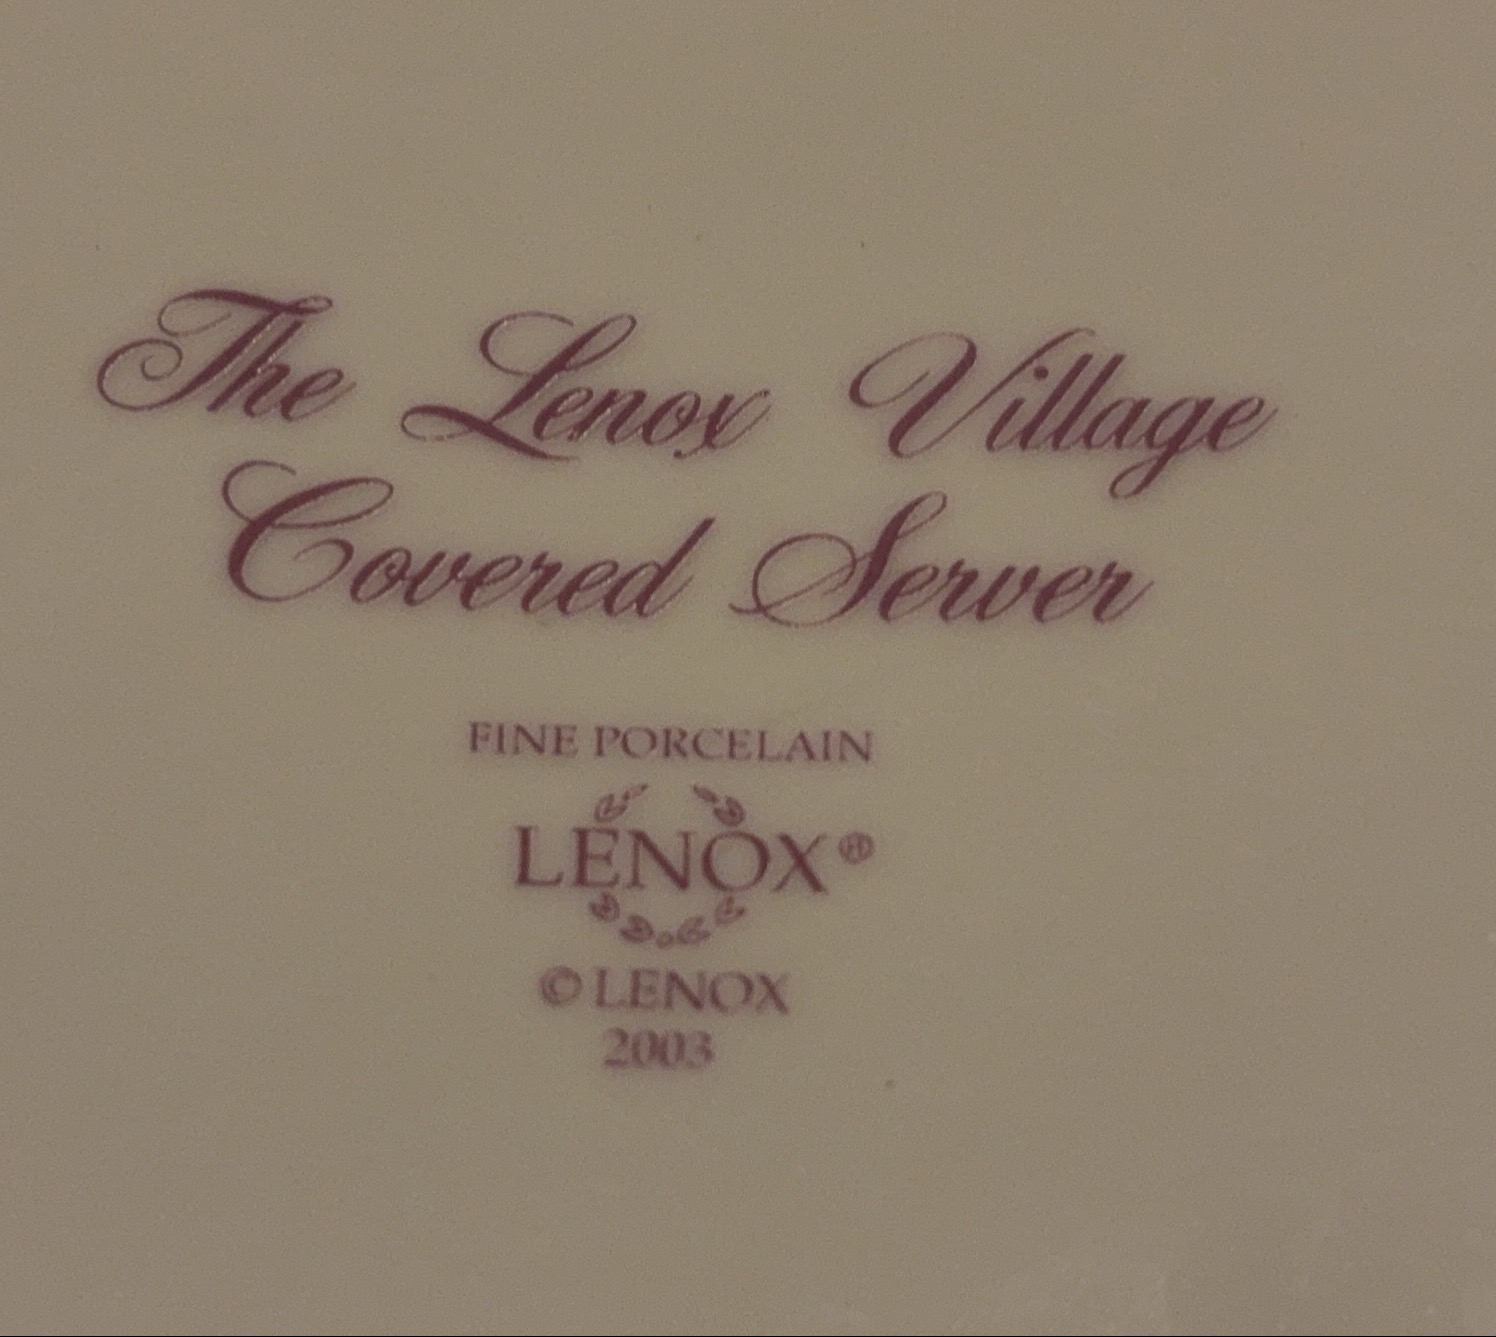 The Lenox Village
Covered Server
FINE PORCELAIN
LENOX®
© LENOX
2003